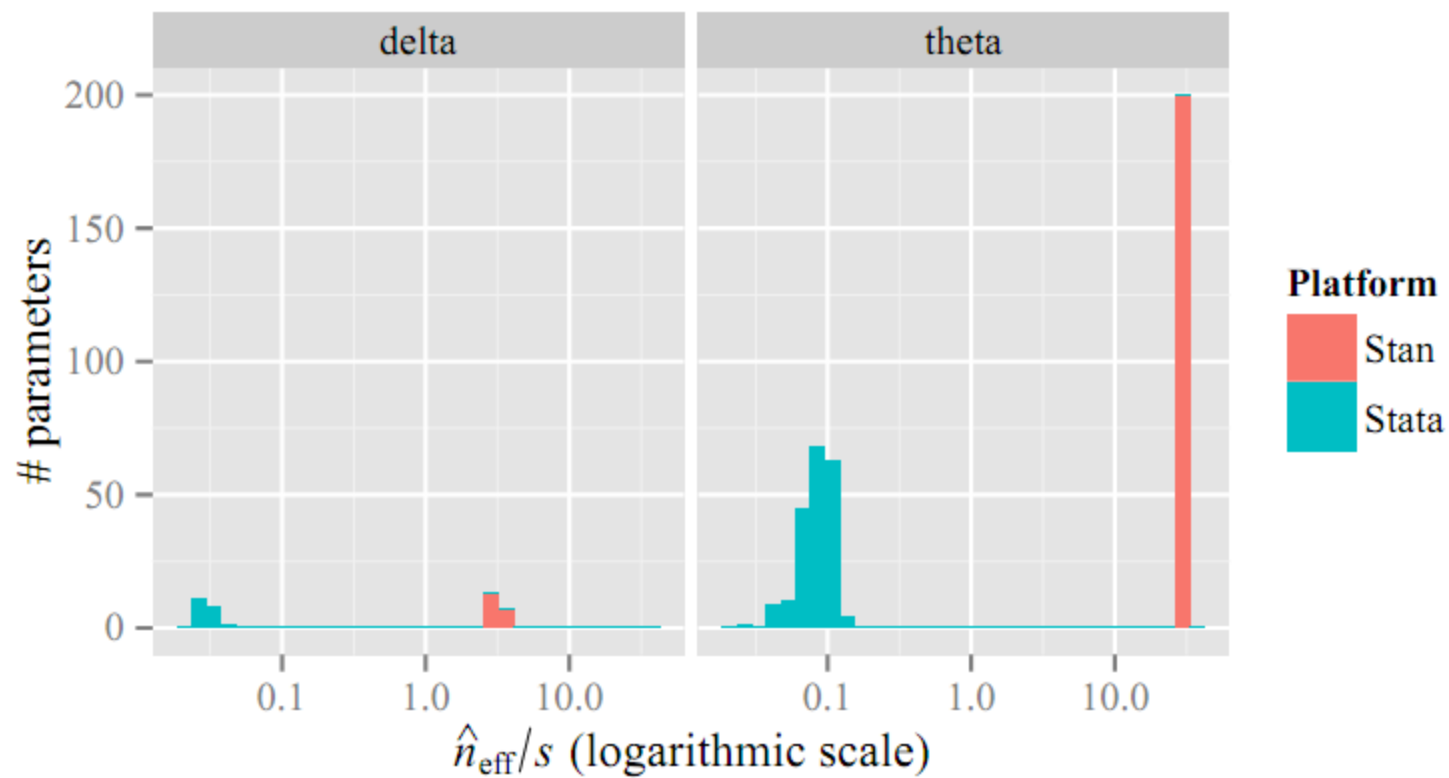 delta theta
200
150
100
50
0
# parameters
0.1 1.0 10.0 0.1 1.0 10.0
n̂eff/s (logarithmic scale)
Platform
Stan
Stata